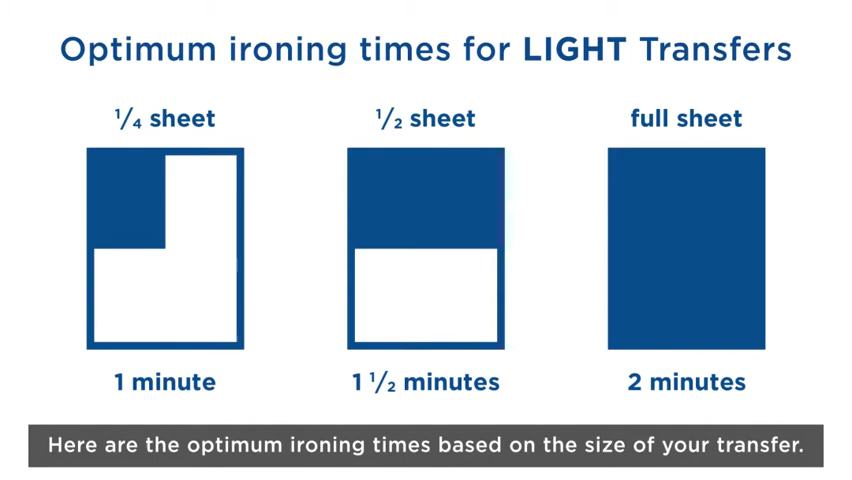 Optimum ironing times for LIGHT Transfers
1/4 sheet
1/2 sheet
full sheet
1 minute
1 1/2 minutes
2 minutes
Here are the optimum ironing times based on the size of your transfer.